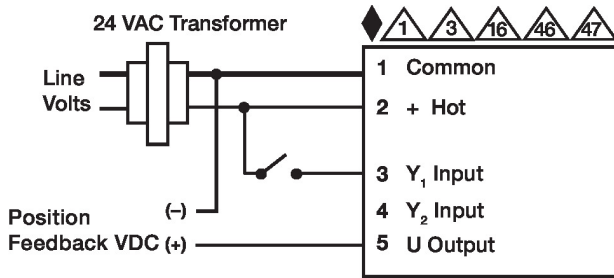 24 VAC Transformer
1 3 16 46 47
Line
Volts
1 Common
2 + Hot
3 Y₁ Input
4 Y₂ Input
5 U Output
Position (–)
Feedback VDC (+)